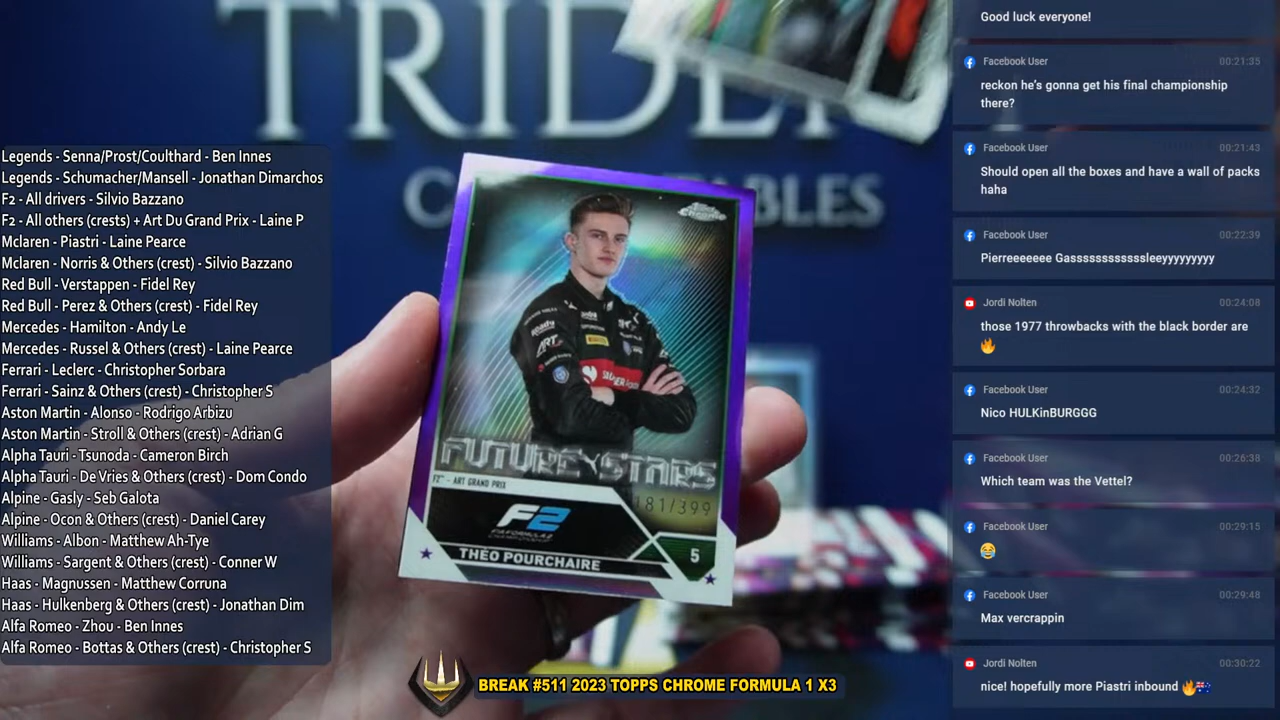 TRIDE
C
BLES
Legends - Senna/Prost/Coulthard - Ben Innes
Legends - Schumacher/Mansell - Jonathan Dimarchos
F2 - All drivers - Silvio Bazzano
F2 - All others (crests) + Art Du Grand Prix - Laine P
Mclaren - Piastri - Laine Pearce
Mclaren - Norris & Others (crest) - Silvio Bazzano
Red Bull - Verstappen - Fidel Rey
Red Bull - Perez & Others (crest) - Fidel Rey
Mercedes - Hamilton - Andy Le
Mercedes - Russel & Others (crest) - Laine Pearce
Ferrari - Leclerc - Christopher Sorbara
Ferrari - Sainz & Others (crest) - Christopher S
Aston Martin - Alonso - Rodrigo Arbizu
Aston Martin - Stroll & Others (crest) - Adrian G
Alpha Tauri - Tsunoda - Cameron Birch
Alpha Tauri - De Vries & Others (crest) - Dom Condo
Alpine - Gasly - Seb Galota
Alpine - Ocon & Others (crest) - Daniel Carey
Williams - Albon - Matthew Ah-Tye
Williams - Sargent & Others (crest) - Conner W
Haas - Magnussen - Matthew Corruna
Haas - Hulkenberg & Others (crest) - Jonathan Dim
Alfa Romeo - Zhou - Ben Innes
Alfa Romeo - Bottas & Others (crest) - Christopher S
Topps Chrome
ART
FUTURE STARS
F2™ - ART GRAND PRIX
181/399
F2
THÉO POURCHAIRE
5
BREAK #511 2023 TOPPS CHROME FORMULA 1 X3
Good luck everyone!
Facebook User 00:21:35
reckon he's gonna get his final championship
there?
Facebook User 00:21:43
Should open all the boxes and have a wall of packs
haha
Facebook User 00:22:39
Pierreeeeeee Gassssssssssssleeyyyyyyyyy
Jordi Nolten 00:24:08
those 1977 throwbacks with the black border are
🔥
Facebook User 00:24:32
Nico HULKinBURGGG
Facebook User 00:26:38
Which team was the Vettel?
Facebook User 00:29:15
😂
Facebook User 00:29:48
Max vercrappin
Jordi Nolten 00:30:22
nice! hopefully more Piastri inbound 🔥🇦🇺